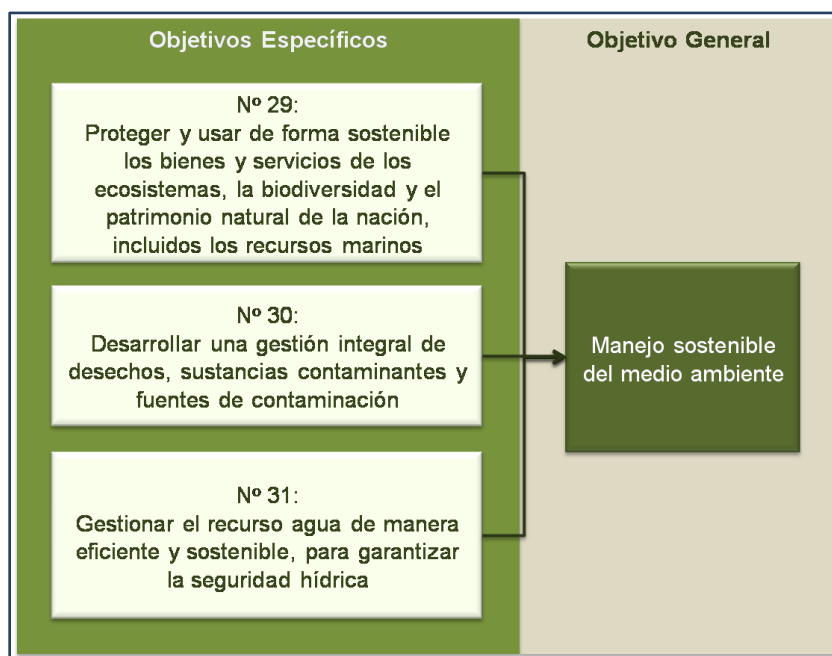 Objetivos Específicos
Objetivo General
Nº 29:
Proteger y usar de forma sostenible
los bienes y servicios de los
ecosistemas, la biodiversidad y el
patrimonio natural de la nación,
incluidos los recursos marinos
Nº 30:
Desarrollar una gestión integral de
desechos, sustancias contaminantes y
fuentes de contaminación
Nº 31:
Gestionar el recurso agua de manera
eficiente y sostenible, para garantizar
la seguridad hídrica
Manejo sostenible
del medio ambiente